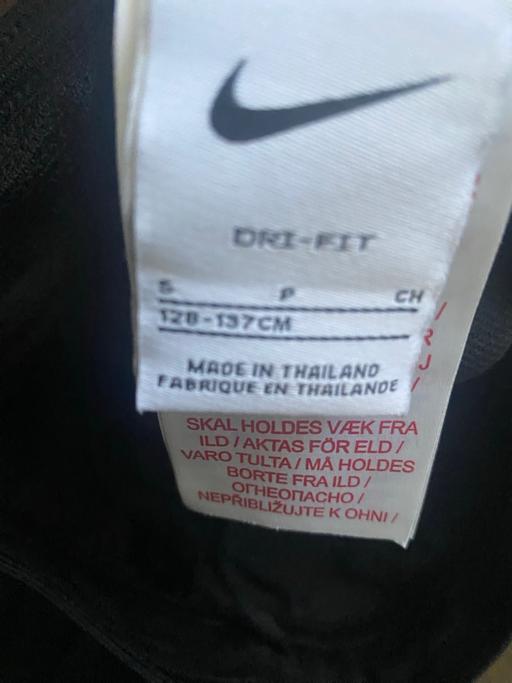 DRI-FIT
S P CH
128-137CM
MADE IN THAILAND
FABRIQUE EN THAILANDE
SKAL HOLDES VÆK FRA
ILD / AKTAS FÖR ELD /
VARO TULTA / MÅ HOLDES
BORTE FRA ILD /
ОГНЕОПАСНО /
NEPŘIBLIŽUJTE K OHNI /